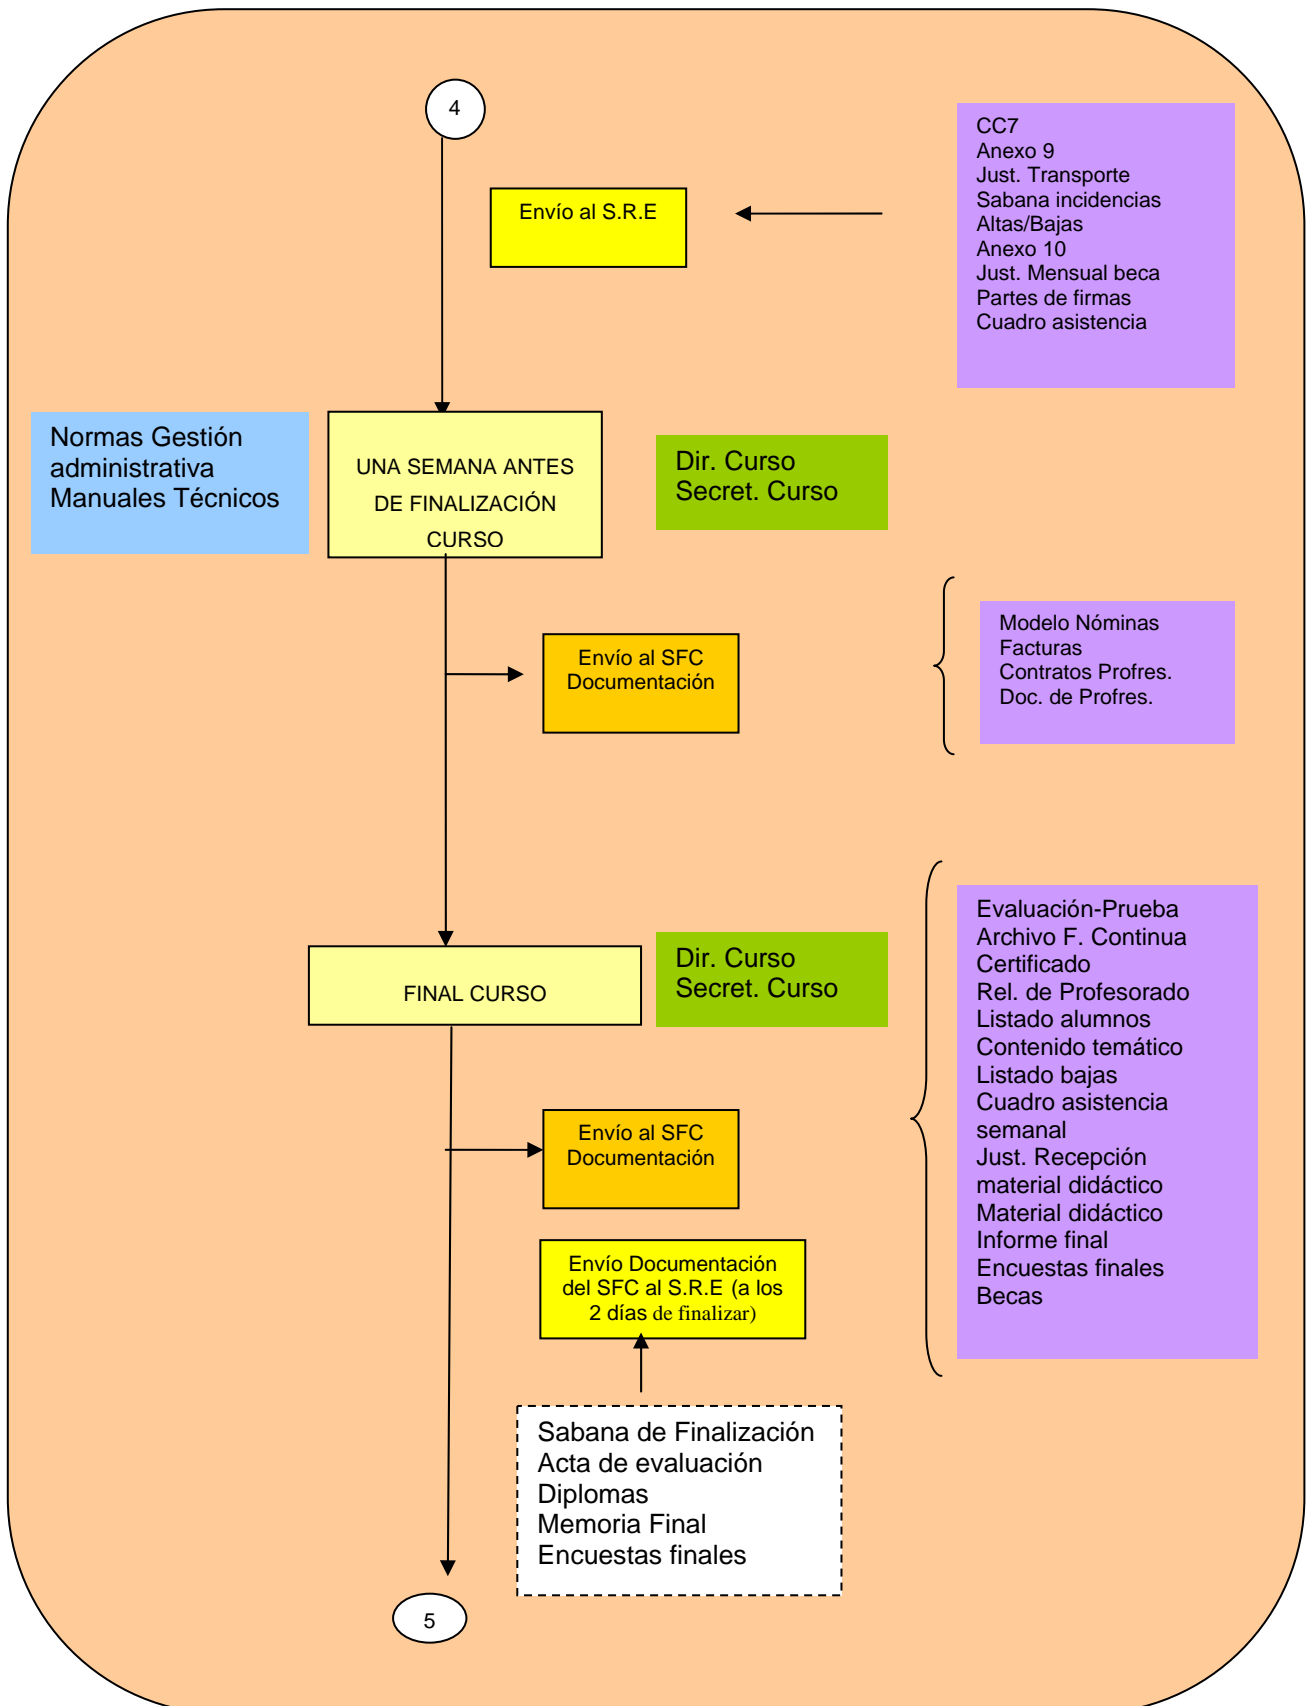 4
Envío al S.R.E
CC7
Anexo 9
Just. Transporte
Sabana incidencias
Altas/Bajas
Anexo 10
Just. Mensual beca
Partes de firmas
Cuadro asistencia
Normas Gestión
administrativa
Manuales Técnicos
UNA SEMANA ANTES
DE FINALIZACIÓN
CURSO
Dir. Curso
Secret. Curso
Envío al SFC
Documentación
Modelo Nóminas
Facturas
Contratos Profres.
Doc. de Profres.
FINAL CURSO
Dir. Curso
Secret. Curso
Evaluación-Prueba
Archivo F. Continua
Certificado
Rel. de Profesorado
Listado alumnos
Contenido temático
Listado bajas
Cuadro asistencia
semanal
Just. Recepción
material didáctico
Material didáctico
Informe final
Encuestas finales
Becas
Envío al SFC
Documentación
Envío Documentación
del SFC al S.R.E (a los
2 días de finalizar)
Sabana de Finalización
Acta de evaluación
Diplomas
Memoria Final
Encuestas finales
5